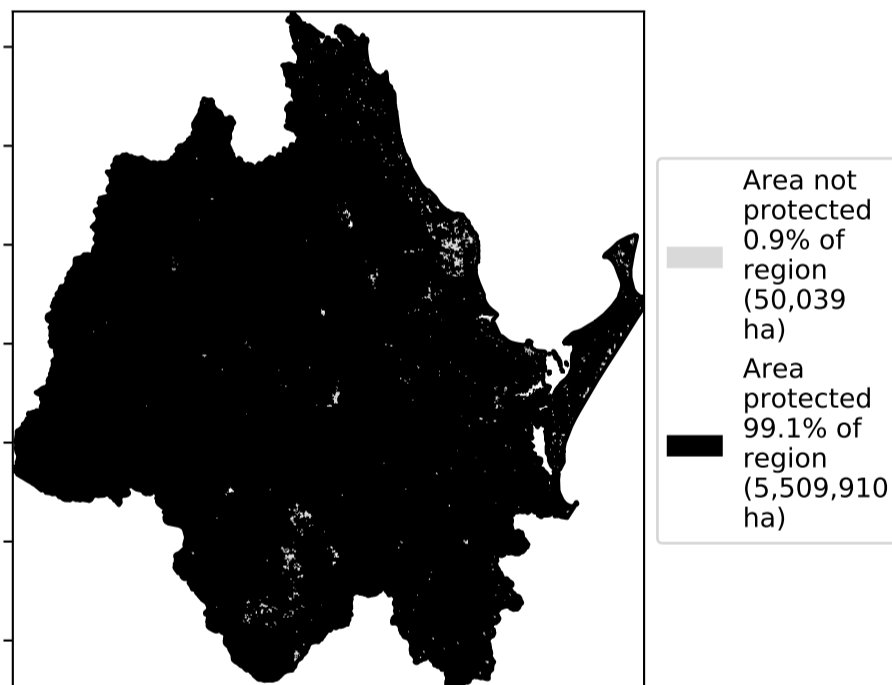 Area not
protected
0.9% of
region
(50,039
ha)
Area
protected
99.1% of
region
(5,509,910
ha)